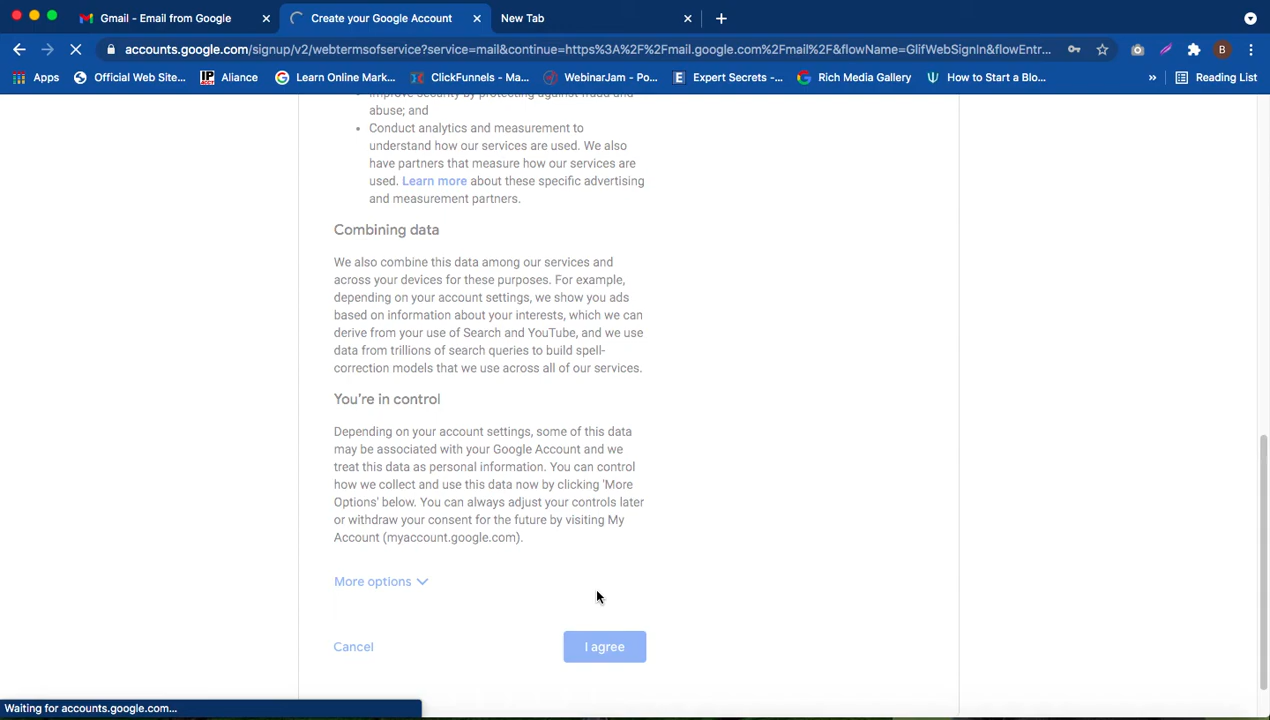 Gmail - Email from Google
Create your Google Account
New Tab
accounts.google.com/signup/v2/webtermsofservice?service=mail&continue=https%3A%2F%2Fmail.google.com%2Fmail%2F&flowName=GlifWebSignIn&flowEntr...
B
Apps
Official Web Site...
IP Aliance
Learn Online Mark...
ClickFunnels - Ma...
WebinarJam - Po...
E Expert Secrets -...
Rich Media Gallery
How to Start a Blo...
»
Reading List
Improve security by protecting against fraud and
abuse; and
• Conduct analytics and measurement to
understand how our services are used. We also
have partners that measure how our services are
used. Learn more about these specific advertising
and measurement partners.
Combining data
We also combine this data among our services and
across your devices for these purposes. For example,
depending on your account settings, we show you ads
based on information about your interests, which we can
derive from your use of Search and YouTube, and we use
data from trillions of search queries to build spell-
correction models that we use across all of our services.
You're in control
Depending on your account settings, some of this data
may be associated with your Google Account and we
treat this data as personal information. You can control
how we collect and use this data now by clicking 'More
Options' below. You can always adjust your controls later
or withdraw your consent for the future by visiting My
Account (myaccount.google.com).
More options
Cancel
I agree
Waiting for accounts.google.com...